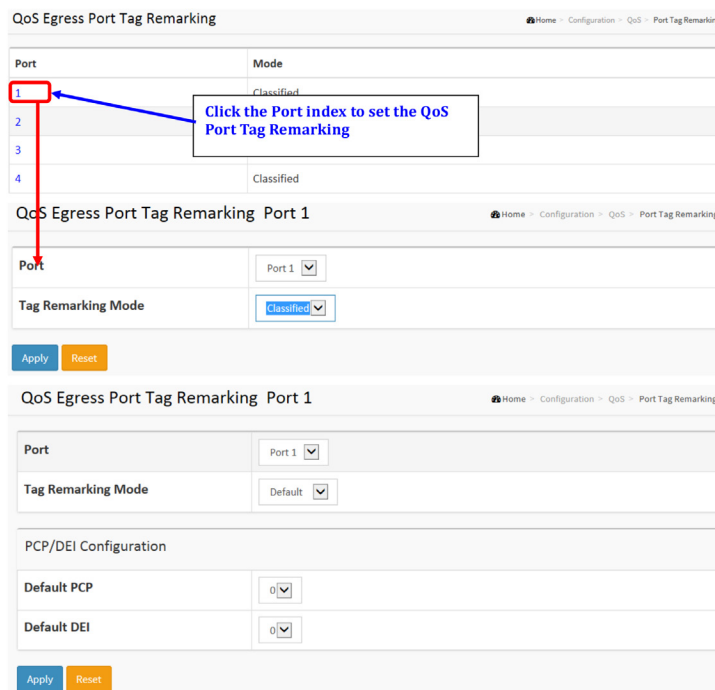 QoS Egress Port Tag Remarking
Home > Configuration > QoS > Port Tag Remarking
Port Mode
1 Classified
Click the Port index to set the QoS
Port Tag Remarking
2
3
4 Classified
QoS Egress Port Tag Remarking Port 1
Home > Configuration > QoS > Port Tag Remarking
Port Port 1
Tag Remarking Mode Classified
Apply Reset
QoS Egress Port Tag Remarking Port 1
Home > Configuration > QoS > Port Tag Remarking
Port Port 1
Tag Remarking Mode Default
PCP/DEI Configuration
Default PCP 0
Default DEI 0
Apply Reset